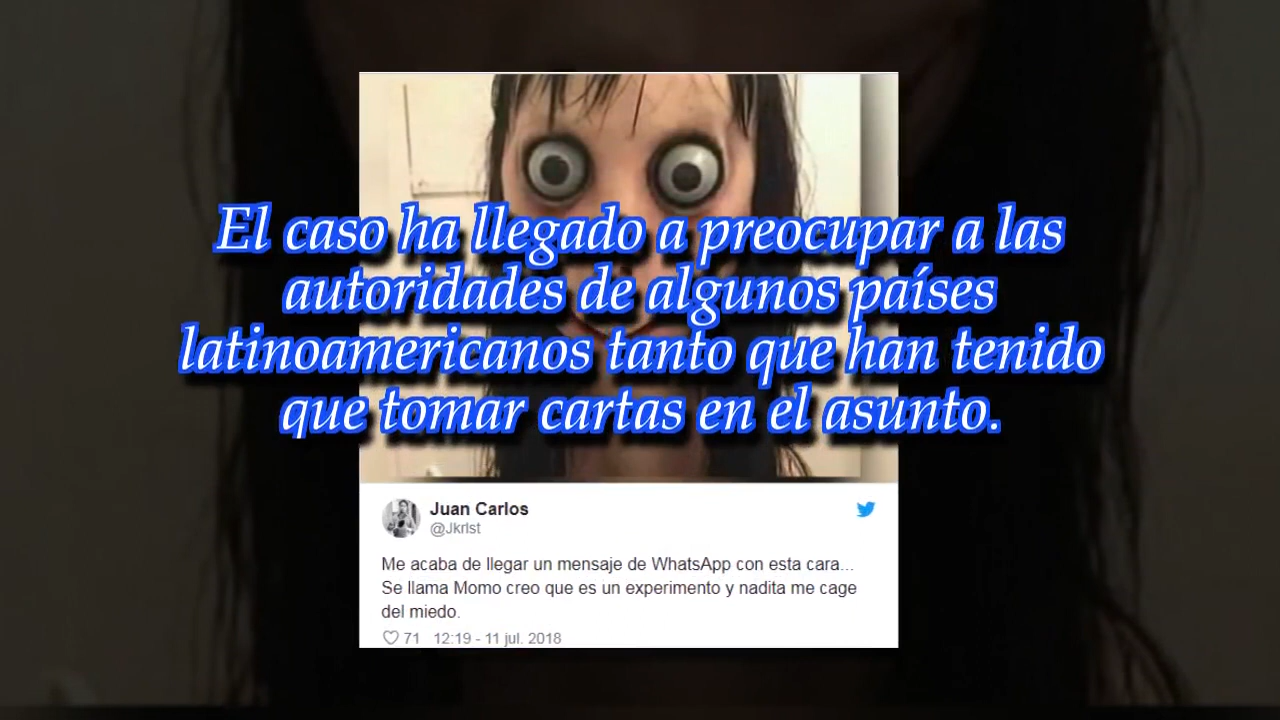 El caso ha llegado a preocupar a las
autoridades de algunos países
latinoamericanos tanto que han tenido
que tomar cartas en el asunto.
Juan Carlos
@Jkrlst
Me acaba de llegar un mensaje de WhatsApp con esta cara...
Se llama Momo creo que es un experimento y nadita me cage
del miedo.
71 12:19 - 11 jul. 2018